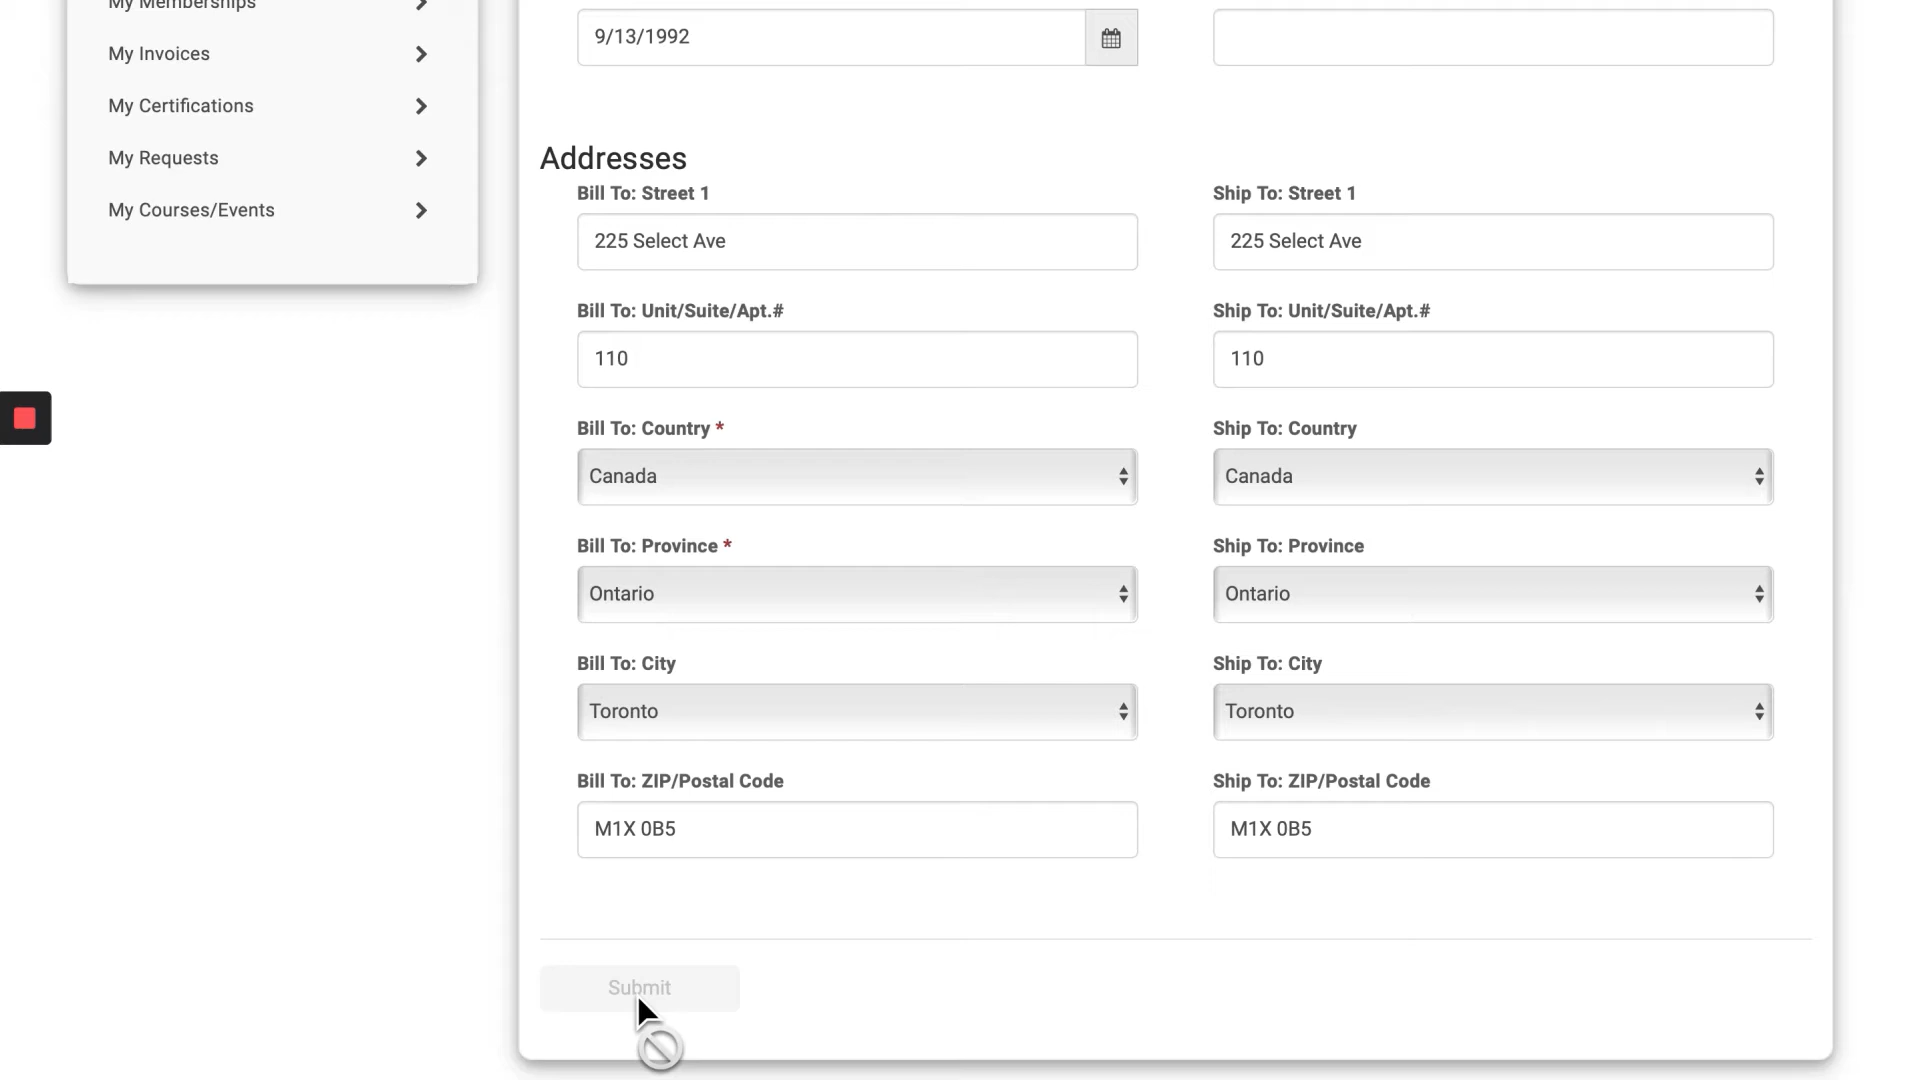 My Memberships
My Invoices
My Certifications
My Requests
My Courses/Events
9/13/1992
Addresses
Bill To: Street 1
225 Select Ave
Bill To: Unit/Suite/Apt.#
110
Bill To: Country *
Canada
Bill To: Province *
Ontario
Bill To: City
Toronto
Bill To: ZIP/Postal Code
M1X 0B5
Ship To: Street 1
225 Select Ave
Ship To: Unit/Suite/Apt.#
110
Ship To: Country
Canada
Ship To: Province
Ontario
Ship To: City
Toronto
Ship To: ZIP/Postal Code
M1X 0B5
Submit